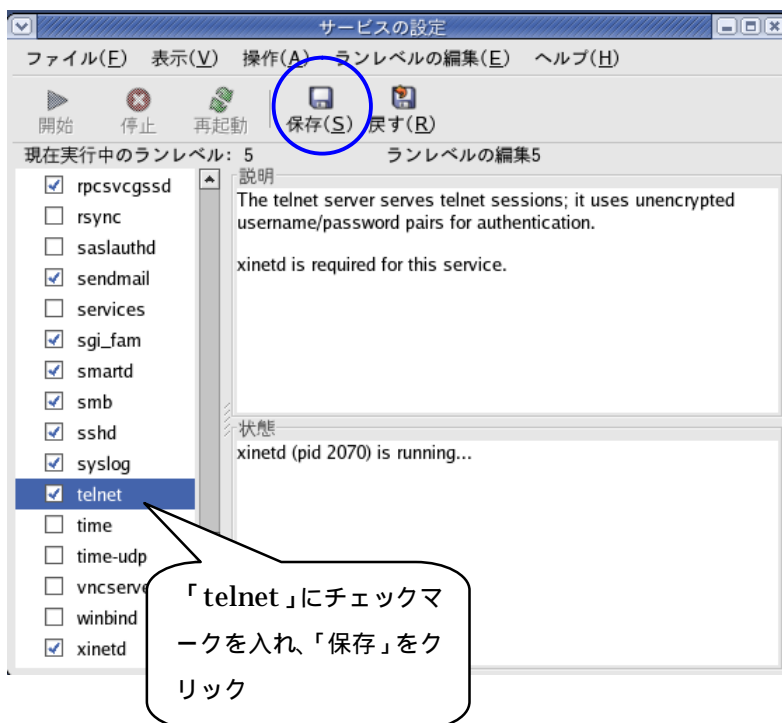 サービスの設定
ファイル(F) 表示(V) 操作(A) ランレベルの編集(E) ヘルプ(H)
開始 停止 再起動 保存(S) 戻す(R)
現在実行中のランレベル: 5 ランレベルの編集5
rpcsvcgssd
rsync
saslauthd
sendmail
services
sgi_fam
smartd
smb
sshd
syslog
telnet
time
time-udp
vncserve
winbind
xinetd
説明
The telnet server serves telnet sessions; it uses unencrypted
username/password pairs for authentication.
xinetd is required for this service.
状態
xinetd (pid 2070) is running...
「telnet」にチェックマ
ークを入れ、「保存」をク
リック